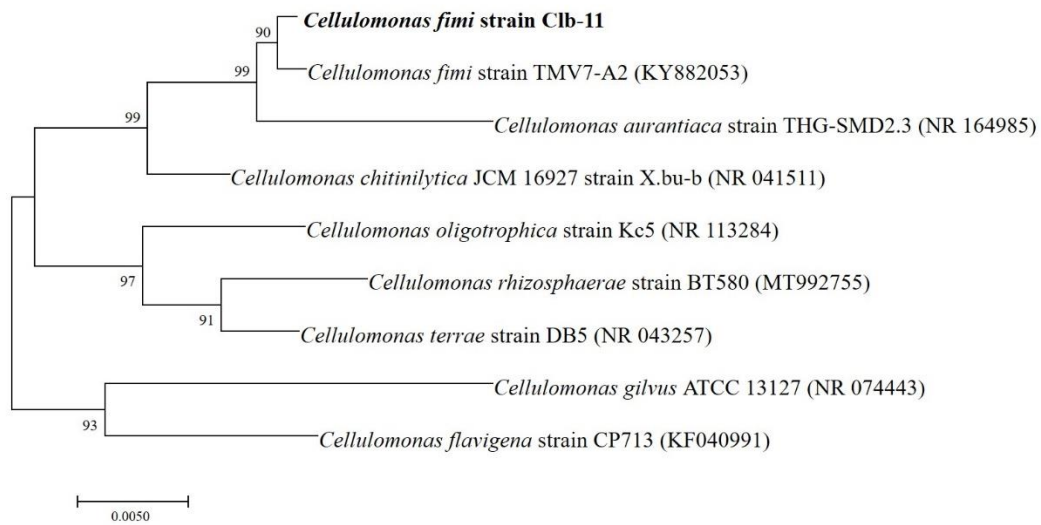 Cellulomonas fimi strain Clb-11
90
Cellulomonas fimi strain TMV7-A2 (KY882053)
99
Cellulomonas aurantiaca strain THG-SMD2.3 (NR 164985)
99
Cellulomonas chitinilytica JCM 16927 strain X.bu-b (NR 041511)
Cellulomonas oligotrophica strain Kc5 (NR 113284)
97
Cellulomonas rhizosphaerae strain BT580 (MT992755)
91
Cellulomonas terrae strain DB5 (NR 043257)
Cellulomonas gilvus ATCC 13127 (NR 074443)
93
Cellulomonas flavigena strain CP713 (KF040991)
0.0050